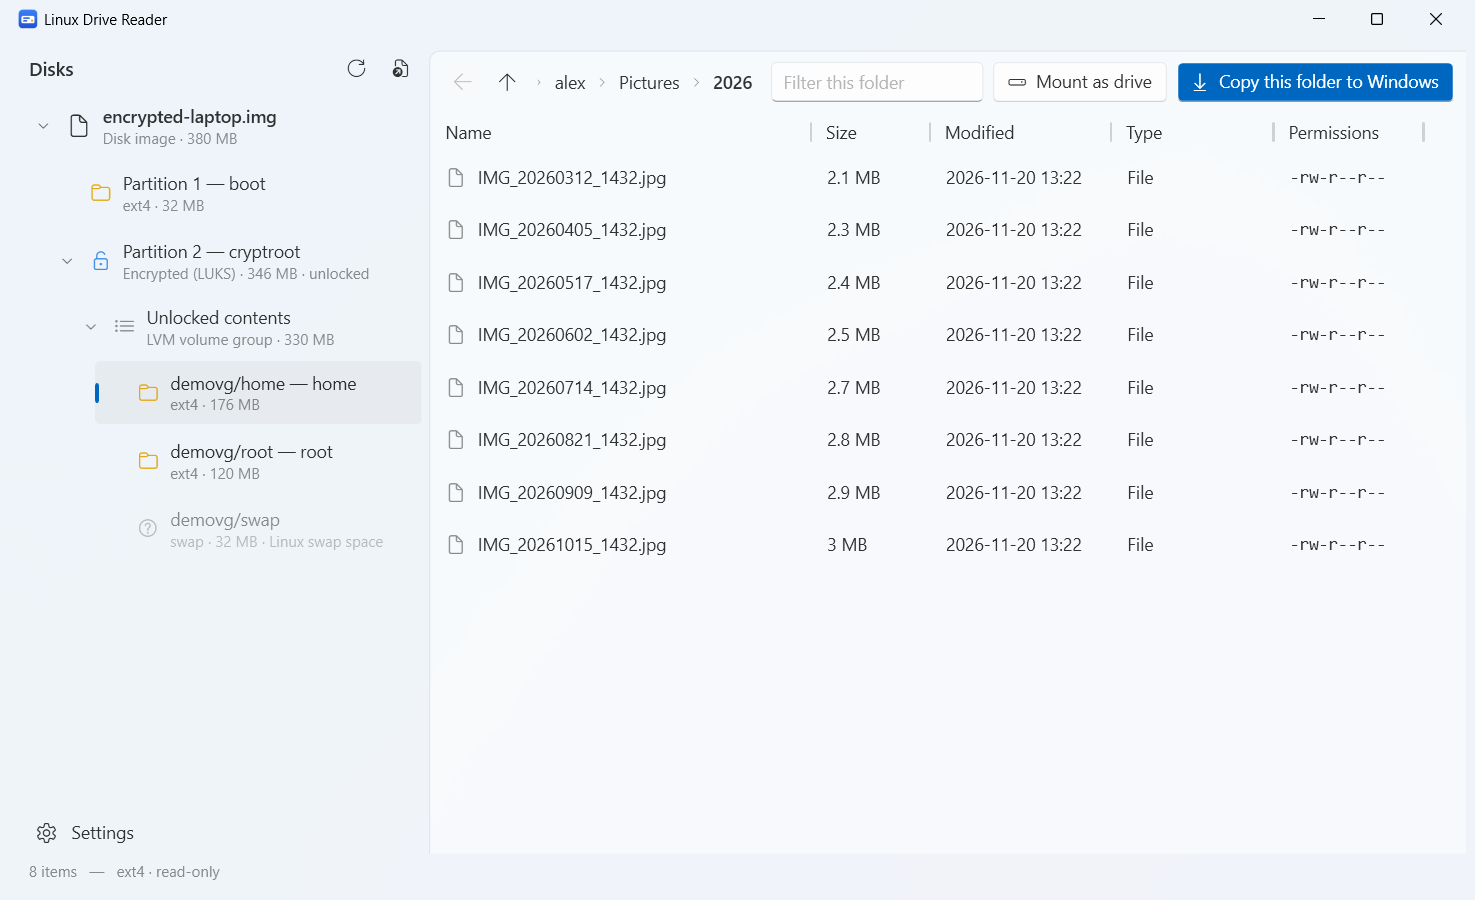 Linux Drive Reader
Disks
encrypted-laptop.img
Disk image · 380 MB
Partition 1 — boot
ext4 · 32 MB
Partition 2 — cryptroot
Encrypted (LUKS) · 346 MB · unlocked
Unlocked contents
LVM volume group · 330 MB
demovg/home — home
ext4 · 176 MB
demovg/root — root
ext4 · 120 MB
demovg/swap
swap · 32 MB · Linux swap space
Settings
8 items — ext4 · read-only
alex › Pictures › 2026 Filter this folder Mount as drive Copy this folder to Windows
Name Size Modified Type Permissions
IMG_20260312_1432.jpg 2.1 MB 2026-11-20 13:22 File -rw-r--r--
IMG_20260405_1432.jpg 2.3 MB 2026-11-20 13:22 File -rw-r--r--
IMG_20260517_1432.jpg 2.4 MB 2026-11-20 13:22 File -rw-r--r--
IMG_20260602_1432.jpg 2.5 MB 2026-11-20 13:22 File -rw-r--r--
IMG_20260714_1432.jpg 2.7 MB 2026-11-20 13:22 File -rw-r--r--
IMG_20260821_1432.jpg 2.8 MB 2026-11-20 13:22 File -rw-r--r--
IMG_20260909_1432.jpg 2.9 MB 2026-11-20 13:22 File -rw-r--r--
IMG_20261015_1432.jpg 3 MB 2026-11-20 13:22 File -rw-r--r--